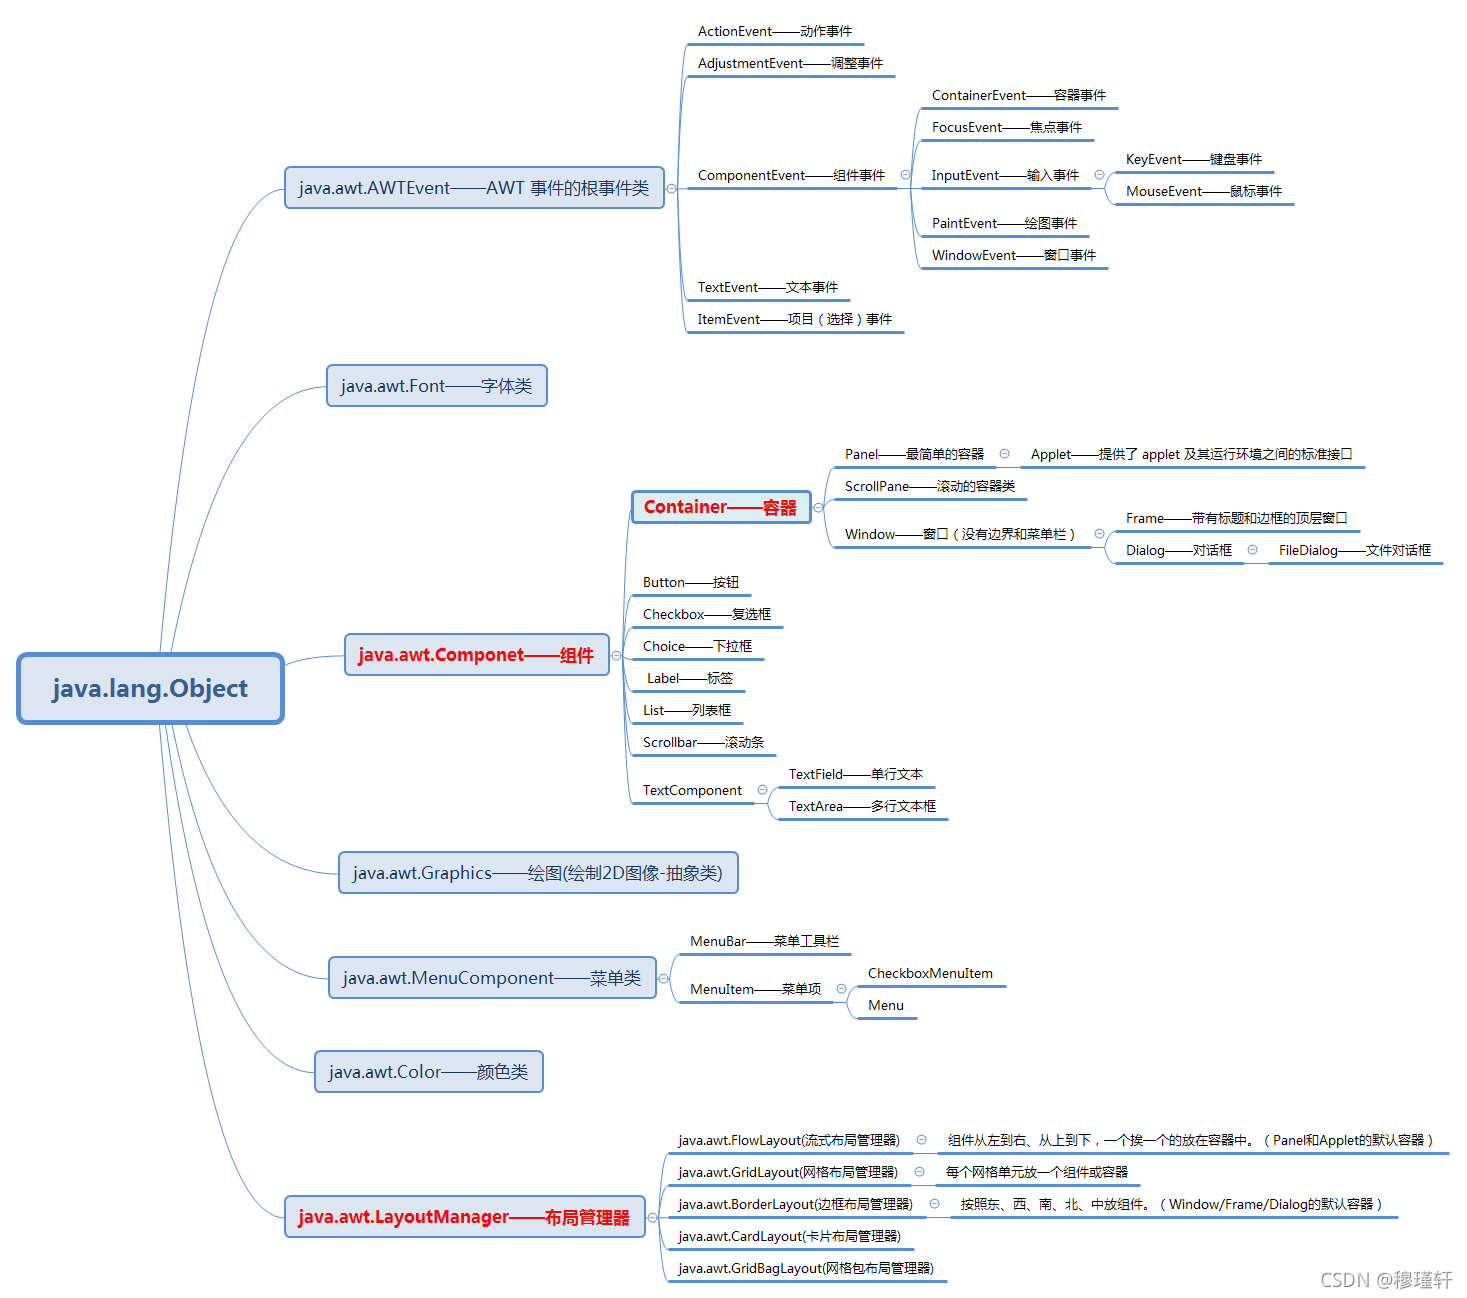 java.lang.Object
java.awt.AWTEvent——AWT 事件的根事件类
ActionEvent——动作事件
AdjustmentEvent——调整事件
ComponentEvent——组件事件
ContainerEvent——容器事件
FocusEvent——焦点事件
InputEvent——输入事件
KeyEvent——键盘事件
MouseEvent——鼠标事件
PaintEvent——绘图事件
WindowEvent——窗口事件
TextEvent——文本事件
ItemEvent——项目（选择）事件
java.awt.Font——字体类
java.awt.Componet——组件
Container——容器
Panel——最简单的容器
Applet——提供了 applet 及其运行环境之间的标准接口
ScrollPane——滚动的容器类
Window——窗口（没有边界和菜单栏）
Frame——带有标题和边框的顶层窗口
Dialog——对话框
FileDialog——文件对话框
Button——按钮
Checkbox——复选框
Choice——下拉框
Label——标签
List——列表框
Scrollbar——滚动条
TextComponent
TextField——单行文本
TextArea——多行文本框
java.awt.Graphics——绘图(绘制2D图像-抽象类)
java.awt.MenuComponent——菜单类
MenuBar——菜单工具栏
MenuItem——菜单项
CheckboxMenuItem
Menu
java.awt.Color——颜色类
java.awt.LayoutManager——布局管理器
java.awt.FlowLayout(流式布局管理器)
组件从左到右、从上到下，一个挨一个的放在容器中。（Panel和Applet的默认容器）
java.awt.GridLayout(网格布局管理器)
每个网格单元放一个组件或容器
java.awt.BorderLayout(边框布局管理器)
按照东、西、南、北、中放组件。（Window/Frame/Dialog的默认容器）
java.awt.CardLayout(卡片布局管理器)
java.awt.GridBagLayout(网格包布局管理器)
CSDN @穆瑾轩